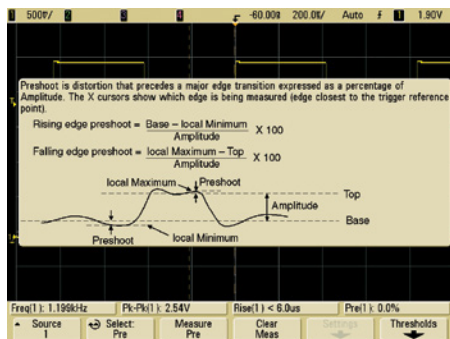 1 500▽/ 2 3 4 -60.00▽ 200.0▽/ Auto 1 1.90V
Preshoot is distortion that precedes a major edge transition expressed as a percentage of
Amplitude. The X cursors show which edge is being measured (edge closest to the trigger reference
point).
Rising edge preshoot = Base – local Minimum
Amplitude
X 100
Falling edge preshoot = local Maximum – Top
Amplitude
X 100
local Maximum
Preshoot
Top
Amplitude
Base
local Minimum
Preshoot
Freq(1): 1.199kHz Pk-Pk(1): 2.54V Rise(1) < 6.0us Pre(1): 0.0%
Source
1
Select:
Pre
Measure
Pre
Clear
Meas
Settings
Thresholds